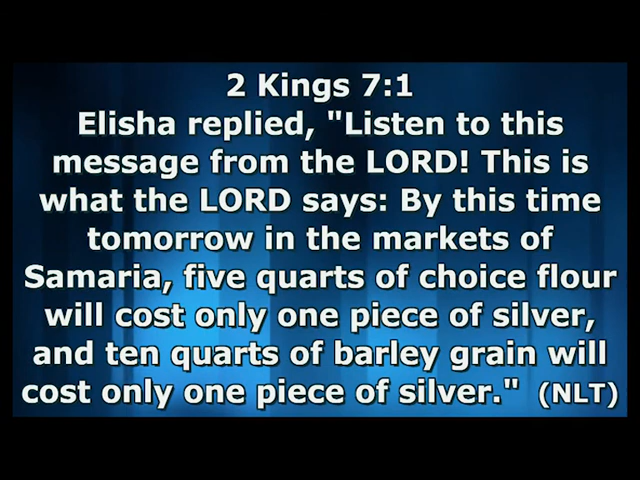 2 Kings 7:1
Elisha replied, "Listen to this
message from the LORD! This is
what the LORD says: By this time
tomorrow in the markets of
Samaria, five quarts of choice flour
will cost only one piece of silver,
and ten quarts of barley grain will
cost only one piece of silver." (NLT)